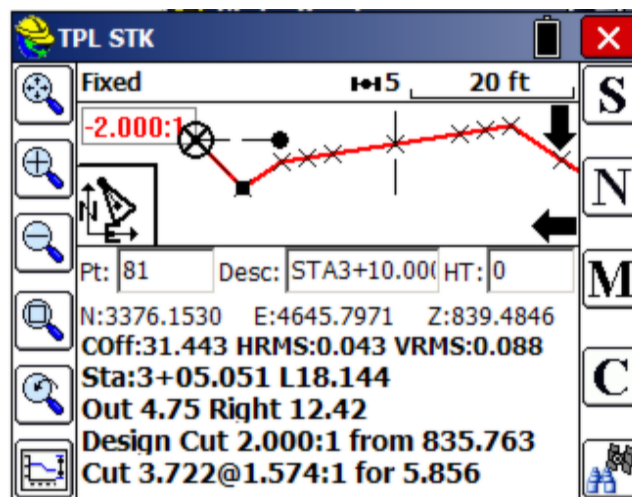 TPL STK
Fixed 5 20 ft
-2.000:1
N
E
S
N
M
C
Pt: 81 Desc: STA3+10.00( HT: 0
N:3376.1530 E:4645.7971 Z:839.4846
COff:31.443 HRMS:0.043 VRMS:0.088
Sta:3+05.051 L18.144
Out 4.75 Right 12.42
Design Cut 2.000:1 from 835.763
Cut 3.722@1.574:1 for 5.856